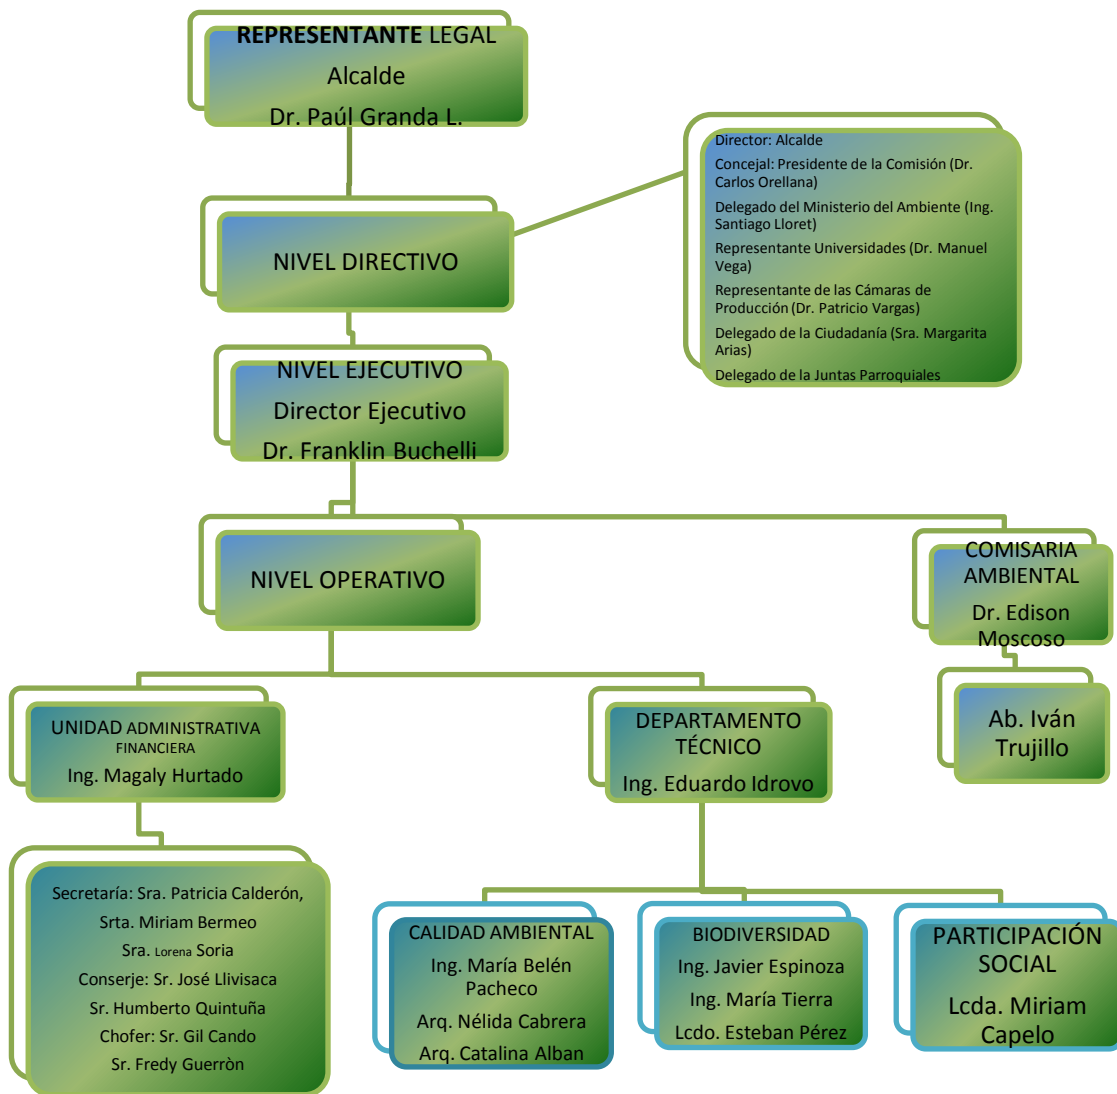 REPRESENTANTE LEGAL
Alcalde
Dr. Paúl Granda L.
Director: Alcalde
Concejal: Presidente de la Comisión (Dr.
Carlos Orellana)
Delegado del Ministerio del Ambiente (Ing.
Santiago Lloret)
Representante Universidades (Dr. Manuel
Vega)
Representante de las Cámaras de
Producción (Dr. Patricio Vargas)
Delegado de la Ciudadanía (Sra. Margarita
Arias)
Delegado de la Juntas Parroquiales
NIVEL DIRECTIVO
NIVEL EJECUTIVO
Director Ejecutivo
Dr. Franklin Buchelli
NIVEL OPERATIVO
COMISARIA
AMBIENTAL
Dr. Edison
Moscoso
Ab. Iván
Trujillo
UNIDAD ADMINISTRATIVA
FINANCIERA
Ing. Magaly Hurtado
DEPARTAMENTO
TÉCNICO
Ing. Eduardo Idrovo
Secretaría: Sra. Patricia Calderón,
Srta. Miriam Bermeo
Sra. Lorena Soria
Conserje: Sr. José Llivisaca
Sr. Humberto Quintuña
Chofer: Sr. Gil Cando
Sr. Fredy Guerròn
CALIDAD AMBIENTAL
Ing. María Belén
Pacheco
Arq. Nélida Cabrera
Arq. Catalina Alban
BIODIVERSIDAD
Ing. Javier Espinoza
Ing. María Tierra
Lcdo. Esteban Pérez
PARTICIPACIÓN
SOCIAL
Lcda. Miriam
Capelo